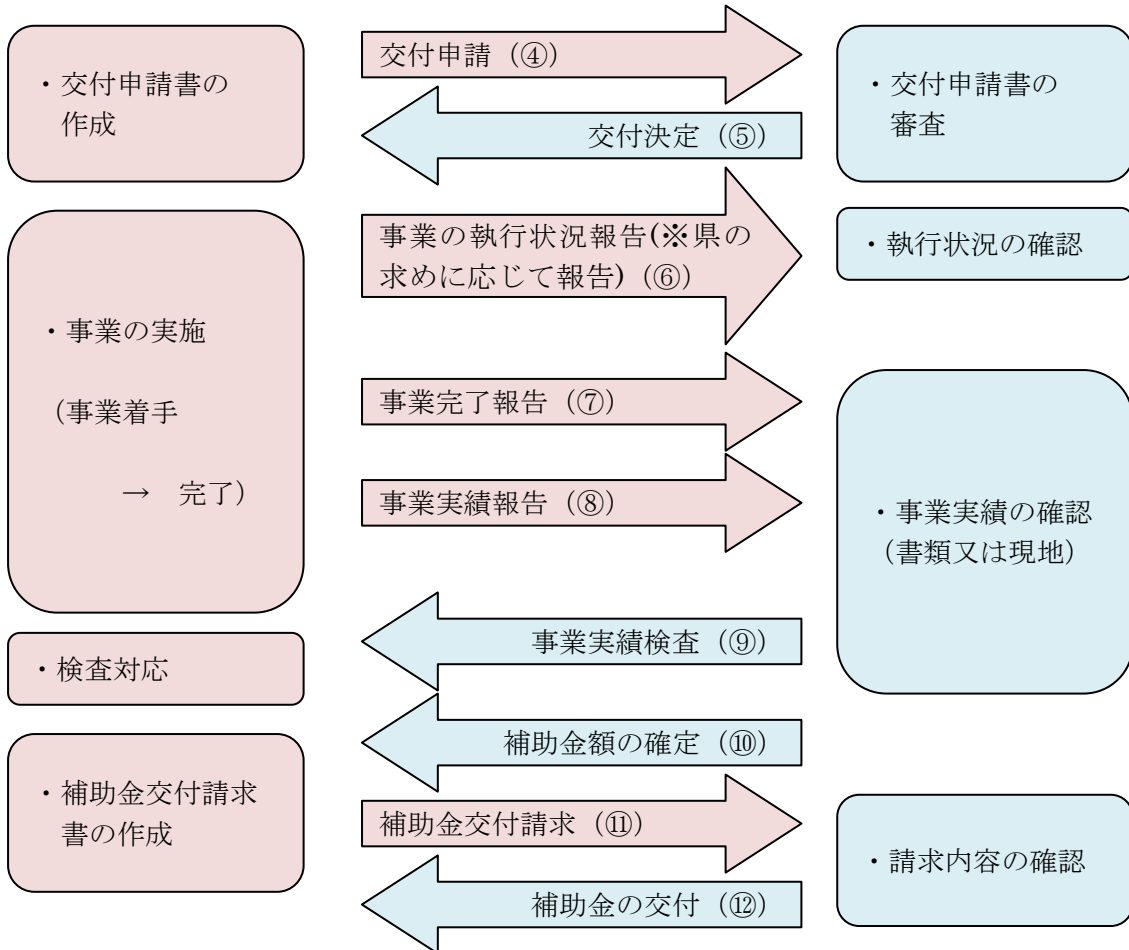 ・交付申請書の
作成
交付申請（④）
交付決定（⑤）
・交付申請書の
審査
・事業の実施
（事業着手
→　完了）
事業の執行状況報告(※県の
求めに応じて報告)（⑥）
・執行状況の確認
事業完了報告（⑦）
事業実績報告（⑧）
・事業実績の確認
（書類又は現地）
事業実績検査（⑨）
・検査対応
補助金額の確定（⑩）
・補助金交付請求
書の作成
補助金交付請求（⑪）
補助金の交付（⑫）
・請求内容の確認